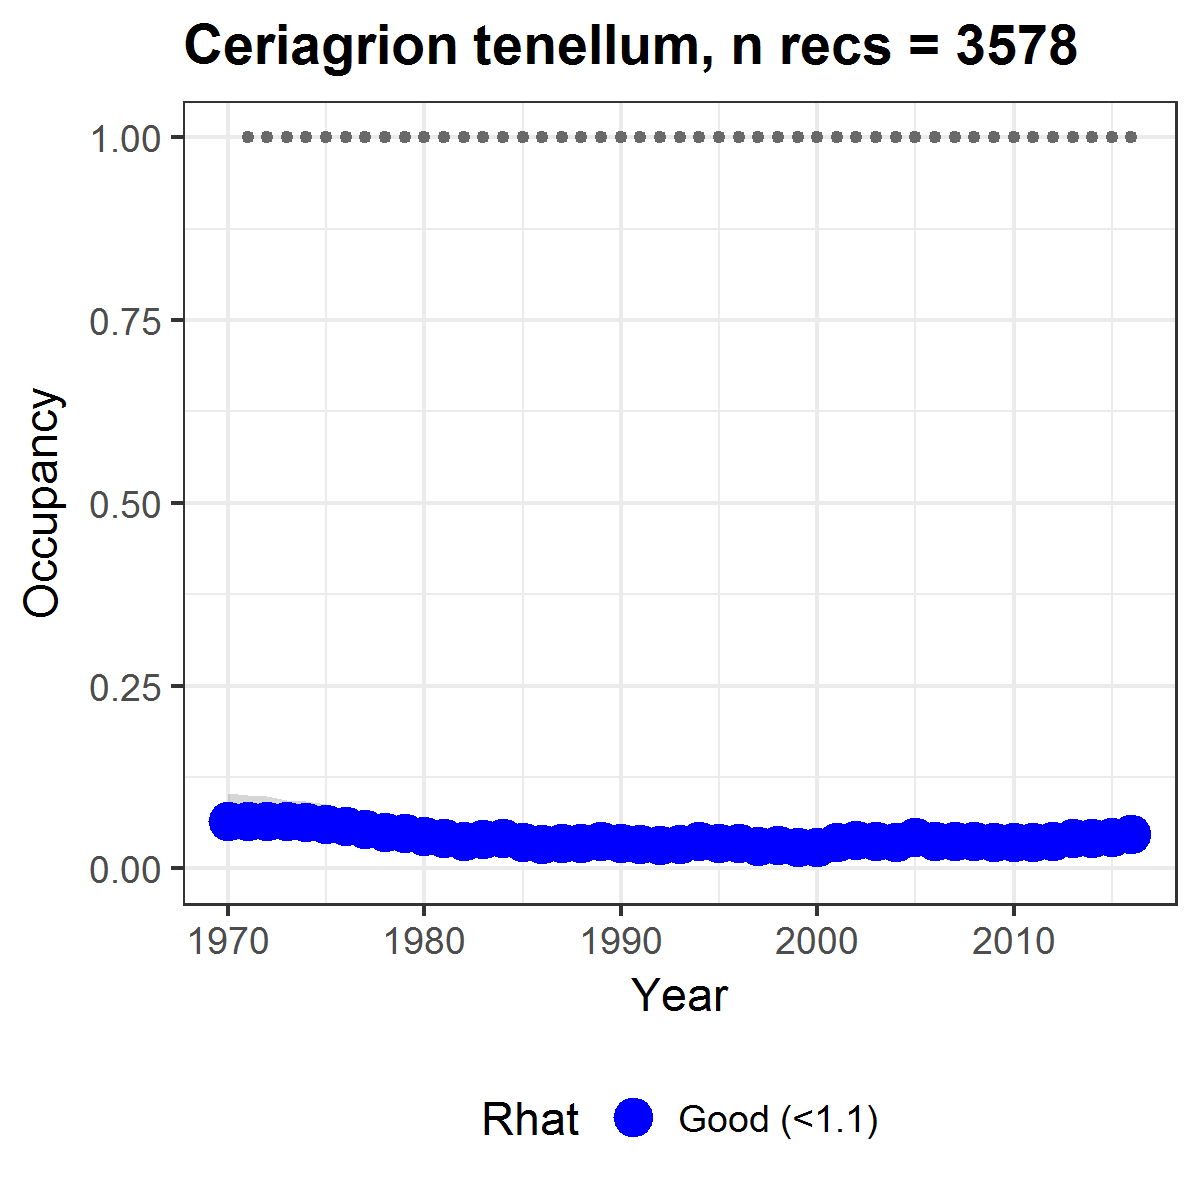 Ceriagrion tenellum, n recs = 3578
1.00
0.75
0.50
0.25
0.00
Occupancy
1970 1980 1990 2000 2010
Year
Rhat Good (<1.1)